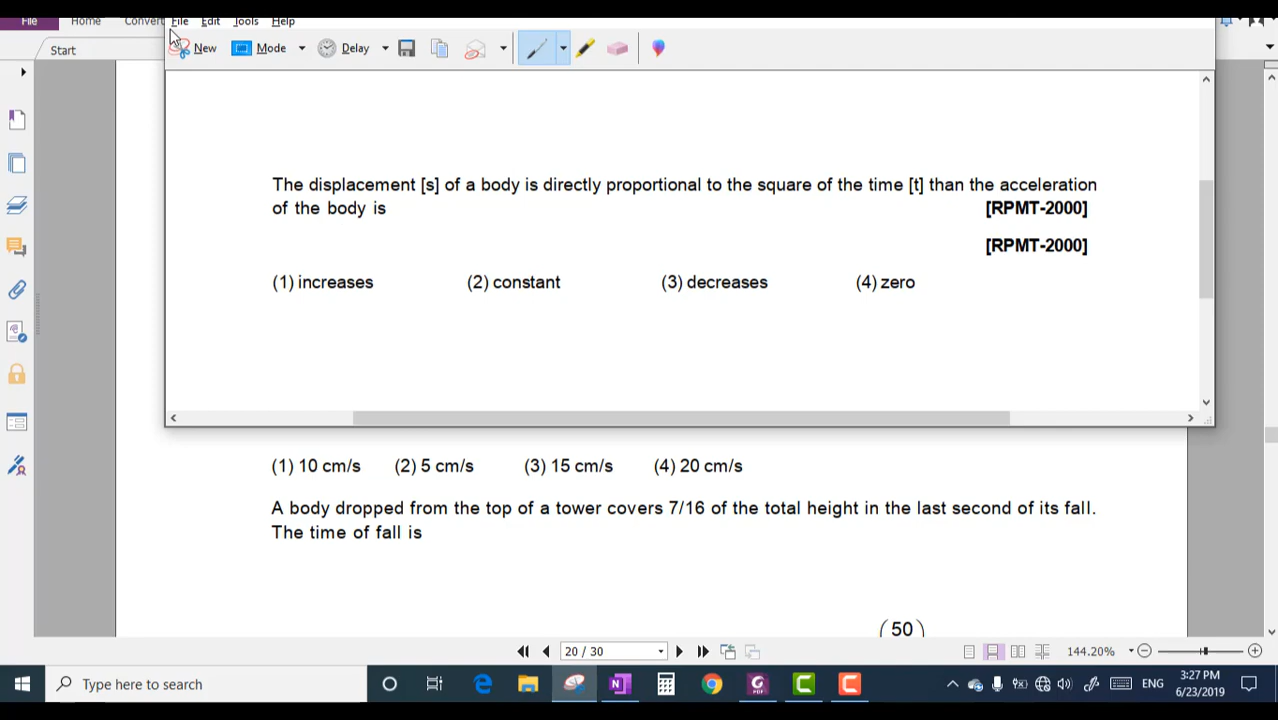 File Home Convert File Edit Tools Help
Start
New Mode Delay
The displacement [s] of a body is directly proportional to the square of the time [t] than the acceleration
of the body is [RPMT-2000]
[RPMT-2000]
(1) increases (2) constant (3) decreases (4) zero
(1) 10 cm/s (2) 5 cm/s (3) 15 cm/s (4) 20 cm/s
A body dropped from the top of a tower covers 7/16 of the total height in the last second of its fall.
The time of fall is
(50)
20 / 30 144.20%
Type here to search ENG 3:27 PM
6/23/2019